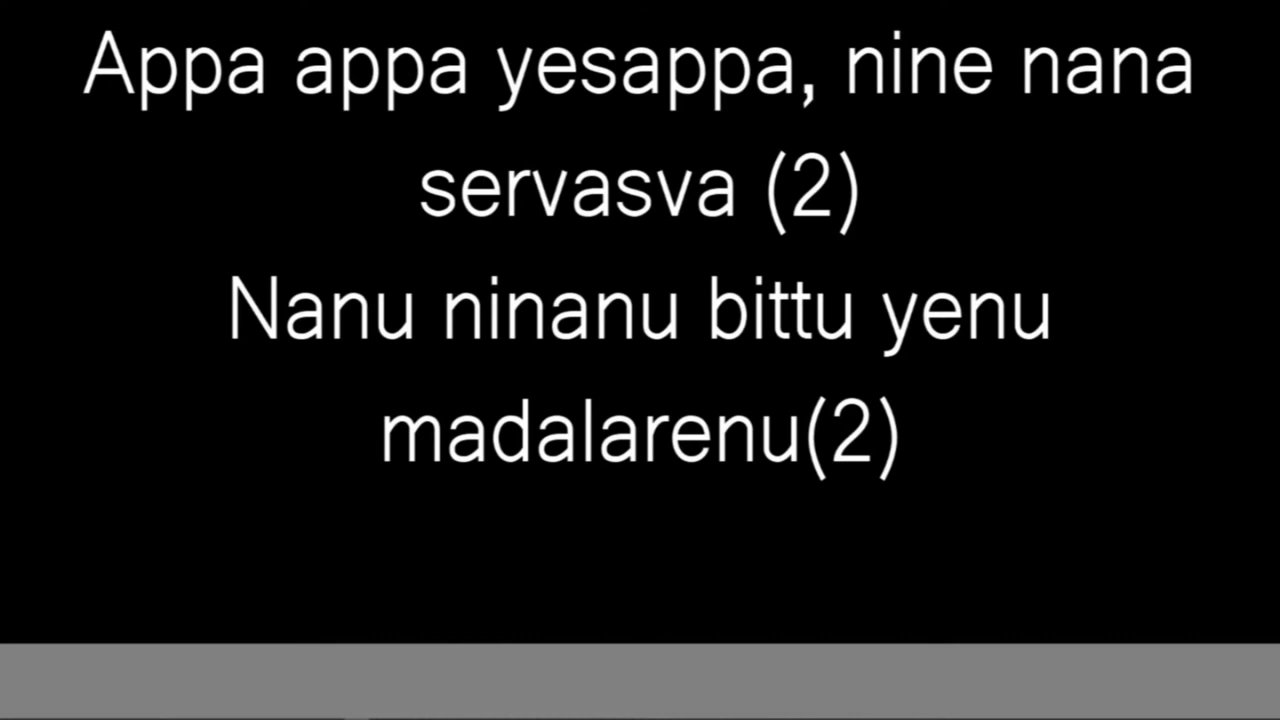 Appa appa yesappa, nine nana
servasva (2)
Nanu ninanu bittu yenu
madalarenu(2)